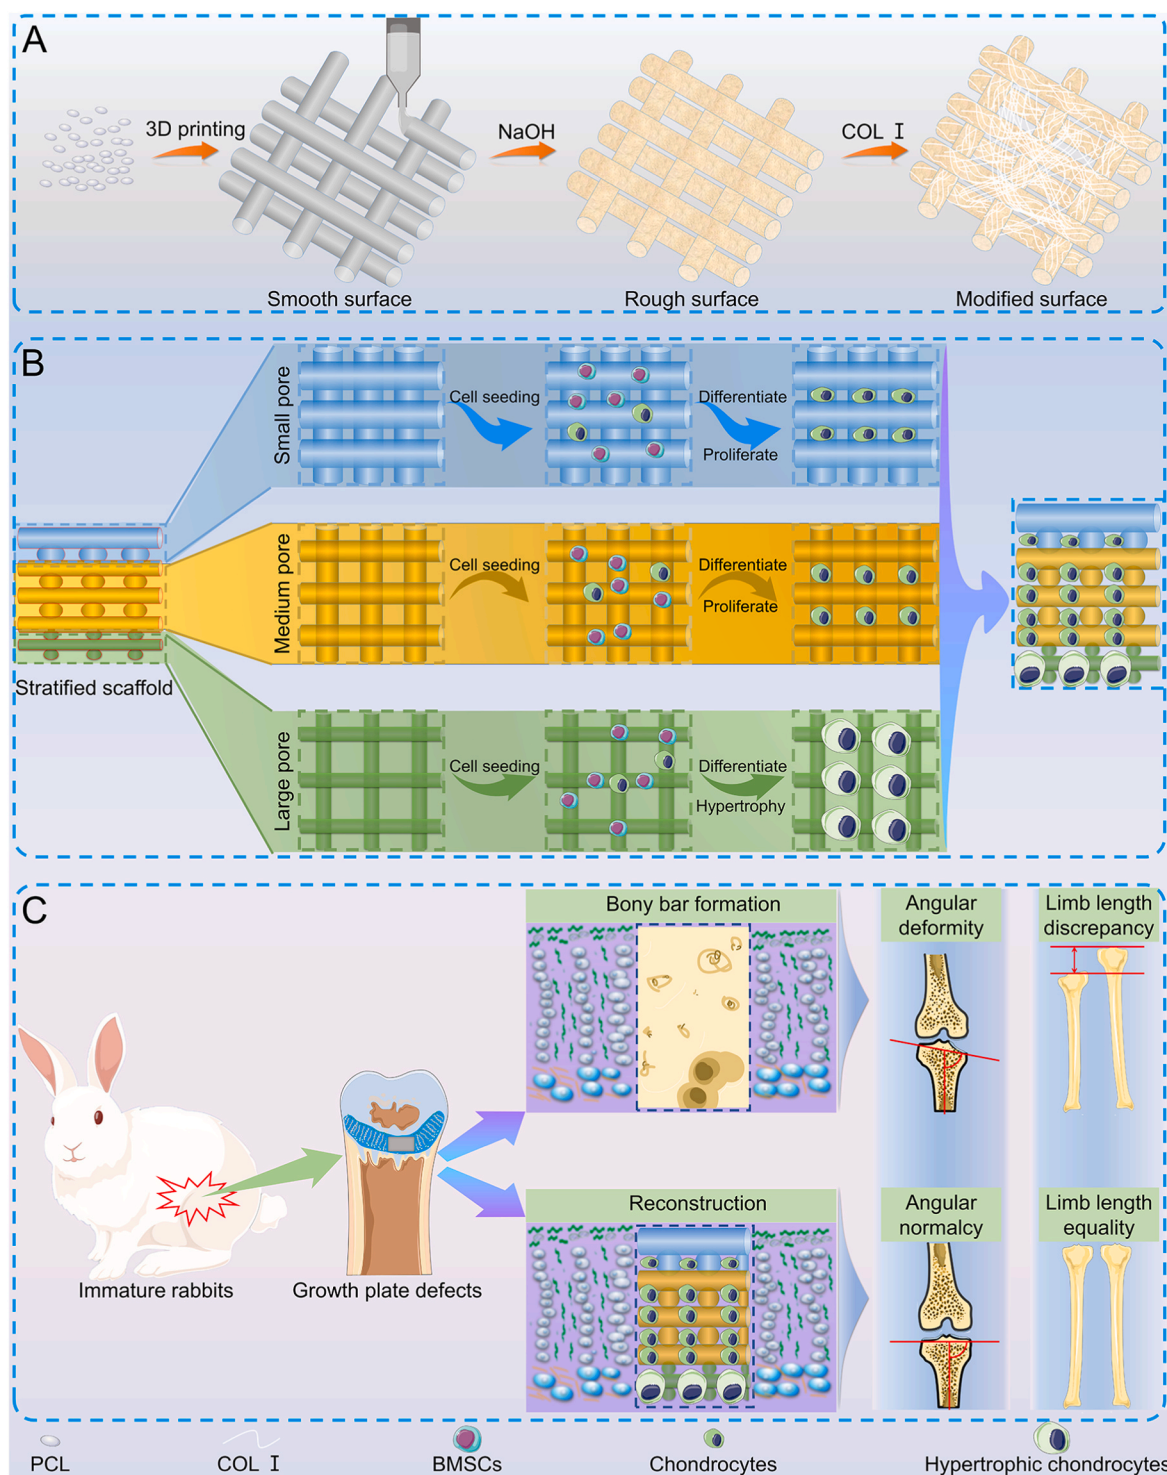 A
3D printing
NaOH
COL I
Smooth surface
Rough surface
Modified surface
B
Small pore
Cell seeding
Differentiate
Proliferate
Medium pore
Cell seeding
Differentiate
Proliferate
Stratified scaffold
Large pore
Cell seeding
Differentiate
Hypertrophy
C
Bony bar formation
Angular
deformity
Limb length
discrepancy
Immature rabbits
Growth plate defects
Reconstruction
Angular
normalcy
Limb length
equality
PCL
COL I
BMSCs
Chondrocytes
Hypertrophic chondrocytes